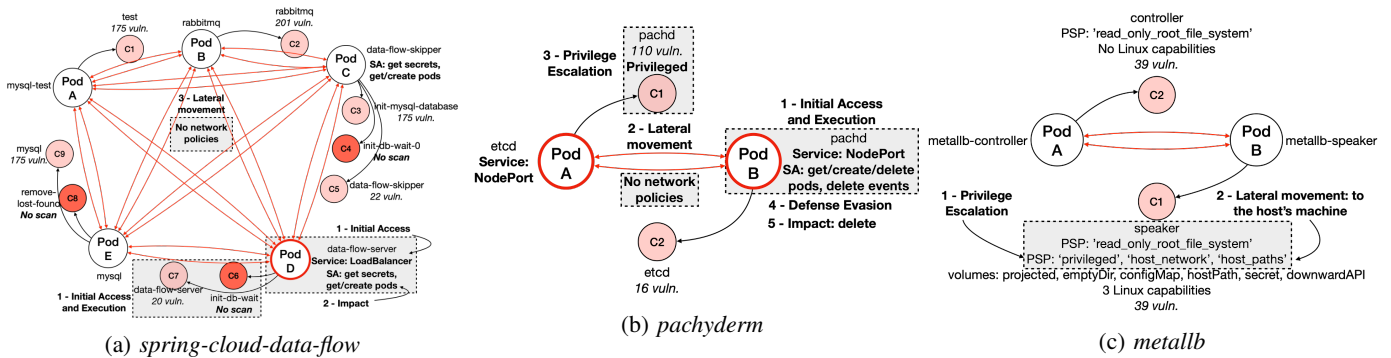 test
175 vuln.
C1
rabbitmq
Pod
B
rabbitmq
201 vuln.
C2
data-flow-skipper
SA: get secrets,
get/create pods
Pod
C
mysql-test
Pod
A
3 - Lateral
movement
No network
policies
C3
init-mysql-database
175 vuln.
C4
init-db-wait-0
No scan
C5
data-flow-skipper
22 vuln.
mysql
175 vuln.
C9
remove-
lost-found
No scan
C8
Pod
E
mysql
Pod
D
1 - Initial Access
data-flow-server
Service: LoadBalancer
SA: get secrets,
get/create pods
2 - Impact
C7
data-flow-server
20 vuln.
C6
init-db-wait
No scan
1 - Initial Access
and Execution
(a) spring-cloud-data-flow
3 - Privilege
Escalation
pachd
110 vuln.
Privileged
C1
etcd
Service:
NodePort
Pod
A
2 - Lateral
movement
No network
policies
Pod
B
1 - Initial Access
and Execution
pachd
Service: NodePort
SA: get/create/delete
pods, delete events
4 - Defense Evasion
5 - Impact: delete
C2
etcd
16 vuln.
(b) pachyderm
controller
PSP: 'read_only_root_file_system'
No Linux capabilities
39 vuln.
C2
metallb-controller
Pod
A
Pod
B
metallb-speaker
C1
1 - Privilege
Escalation
2 - Lateral movement: to
the host's machine
speaker
PSP: 'read_only_root_file_system'
PSP: 'privileged', 'host_network', 'host_paths'
volumes: projected, emptyDir, configMap, hostPath, secret, downwardAPI
3 Linux capabilities
39 vuln.
(c) metallb